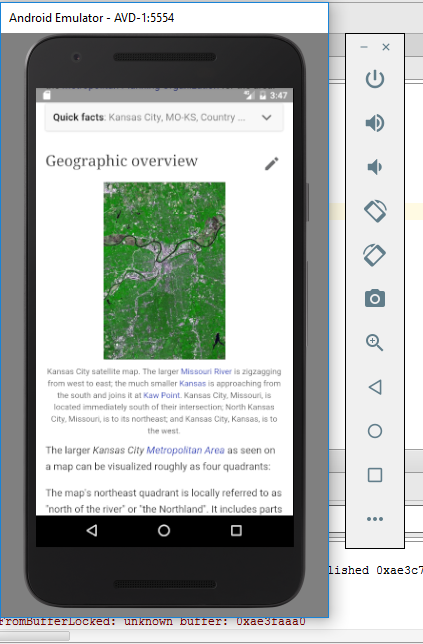 Android Emulator - AVD-1:5554
3:47
Quick facts: Kansas City, MO-KS, Country ...
Geographic overview
Kansas City satellite map. The larger Missouri River is zigzagging
from west to east; the much smaller Kansas is approaching from
the south and joins it at Kaw Point. Kansas City, Missouri, is
located immediately south of their intersection; North Kansas
City, Missouri, is to its northeast; and Kansas City, Kansas, is to
the west.
The larger Kansas City Metropolitan Area as seen on
a map can be visualized roughly as four quadrants:
The map's northeast quadrant is locally referred to as
"north of the river" or "the Northland". It includes parts
lished 0xae3c7
FromBufferLocked: unknown buffer: 0xae3faaa0